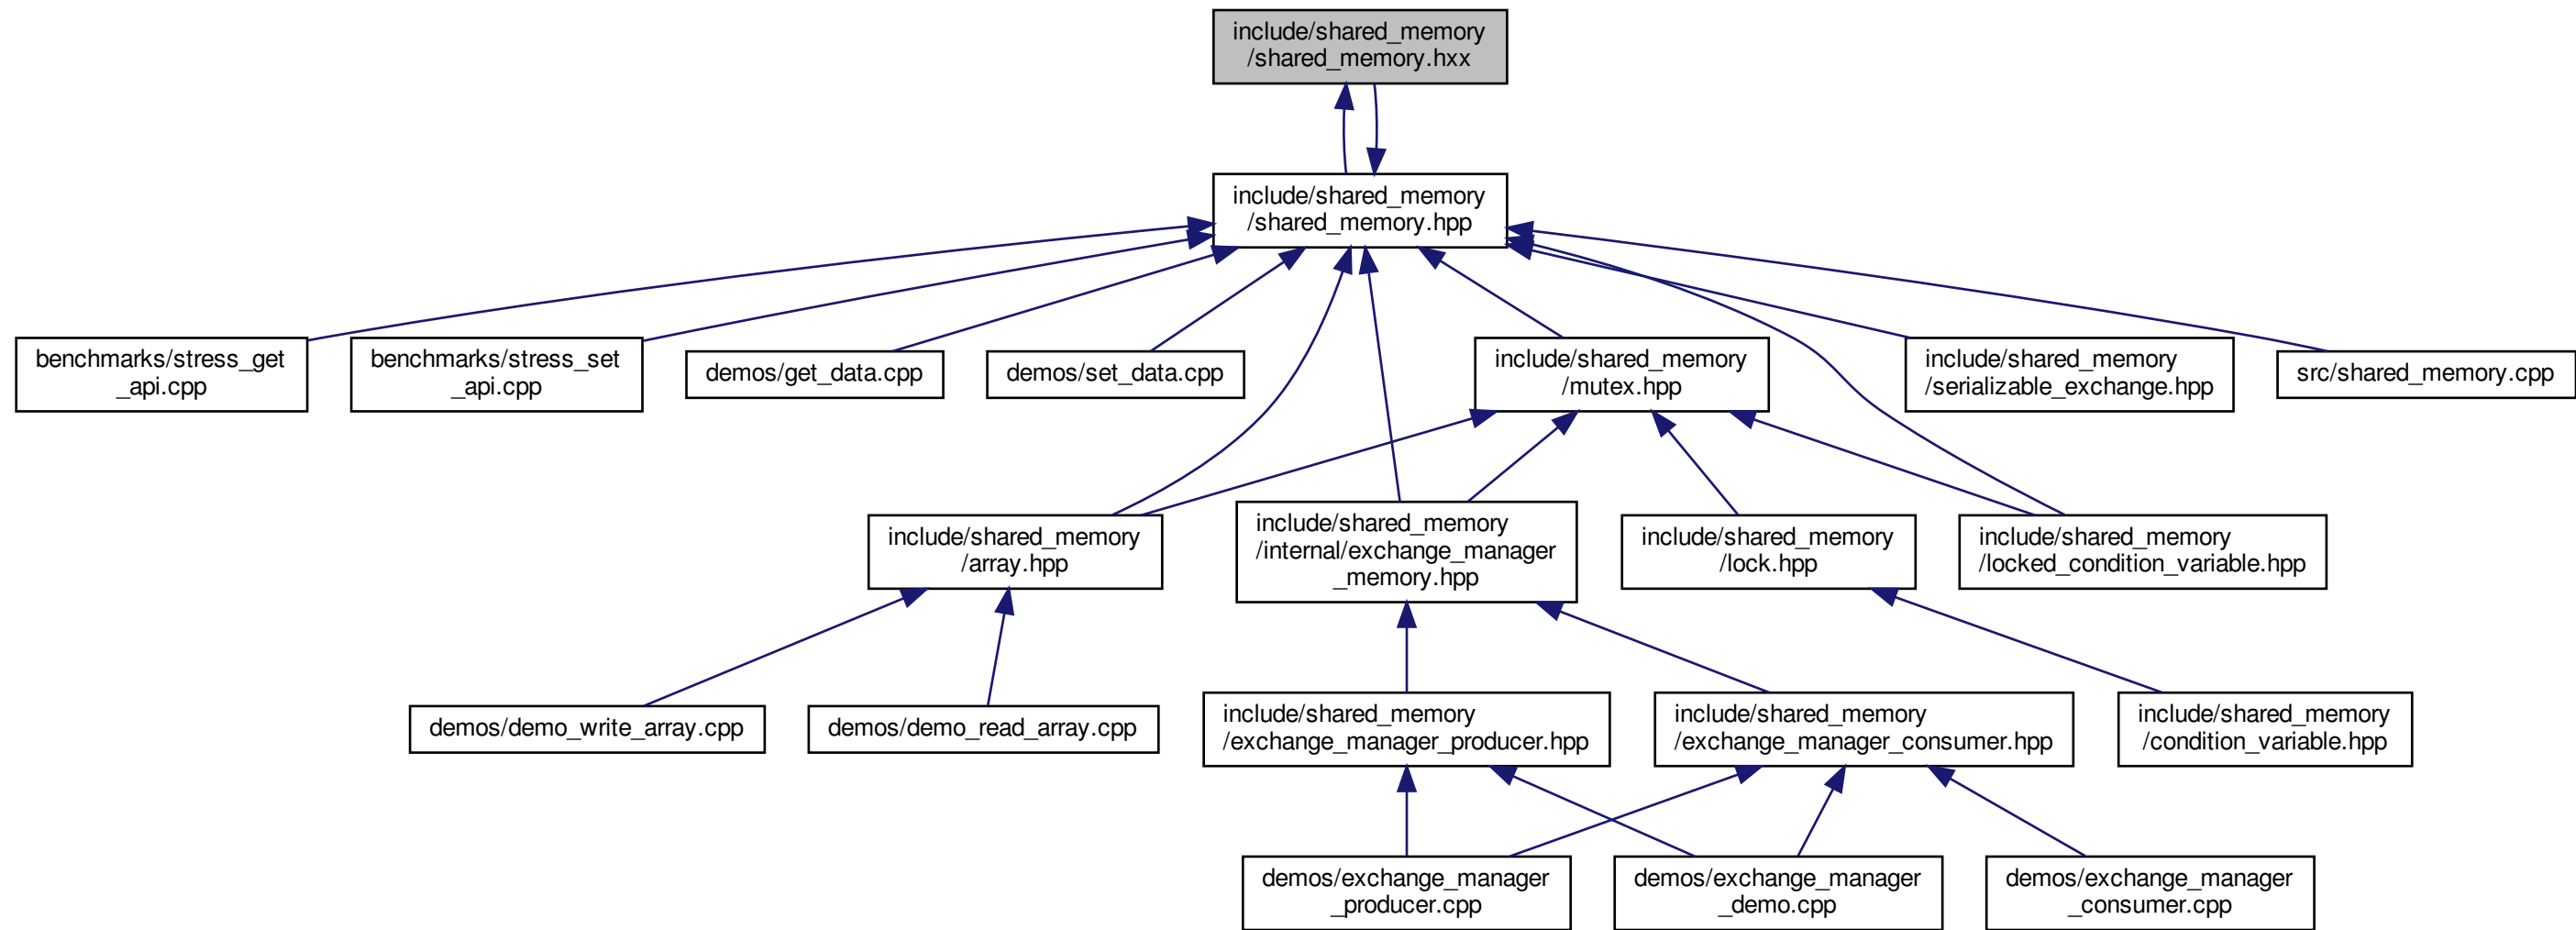 include/shared_memory
/shared_memory.hxx
include/shared_memory
/shared_memory.hpp
benchmarks/stress_get
_api.cpp
benchmarks/stress_set
_api.cpp
demos/get_data.cpp
demos/set_data.cpp
include/shared_memory
/mutex.hpp
include/shared_memory
/serializable_exchange.hpp
src/shared_memory.cpp
include/shared_memory
/array.hpp
include/shared_memory
/internal/exchange_manager
_memory.hpp
include/shared_memory
/lock.hpp
include/shared_memory
/locked_condition_variable.hpp
demos/demo_write_array.cpp
demos/demo_read_array.cpp
include/shared_memory
/exchange_manager_producer.hpp
include/shared_memory
/exchange_manager_consumer.hpp
include/shared_memory
/condition_variable.hpp
demos/exchange_manager
_producer.cpp
demos/exchange_manager
_demo.cpp
demos/exchange_manager
_consumer.cpp